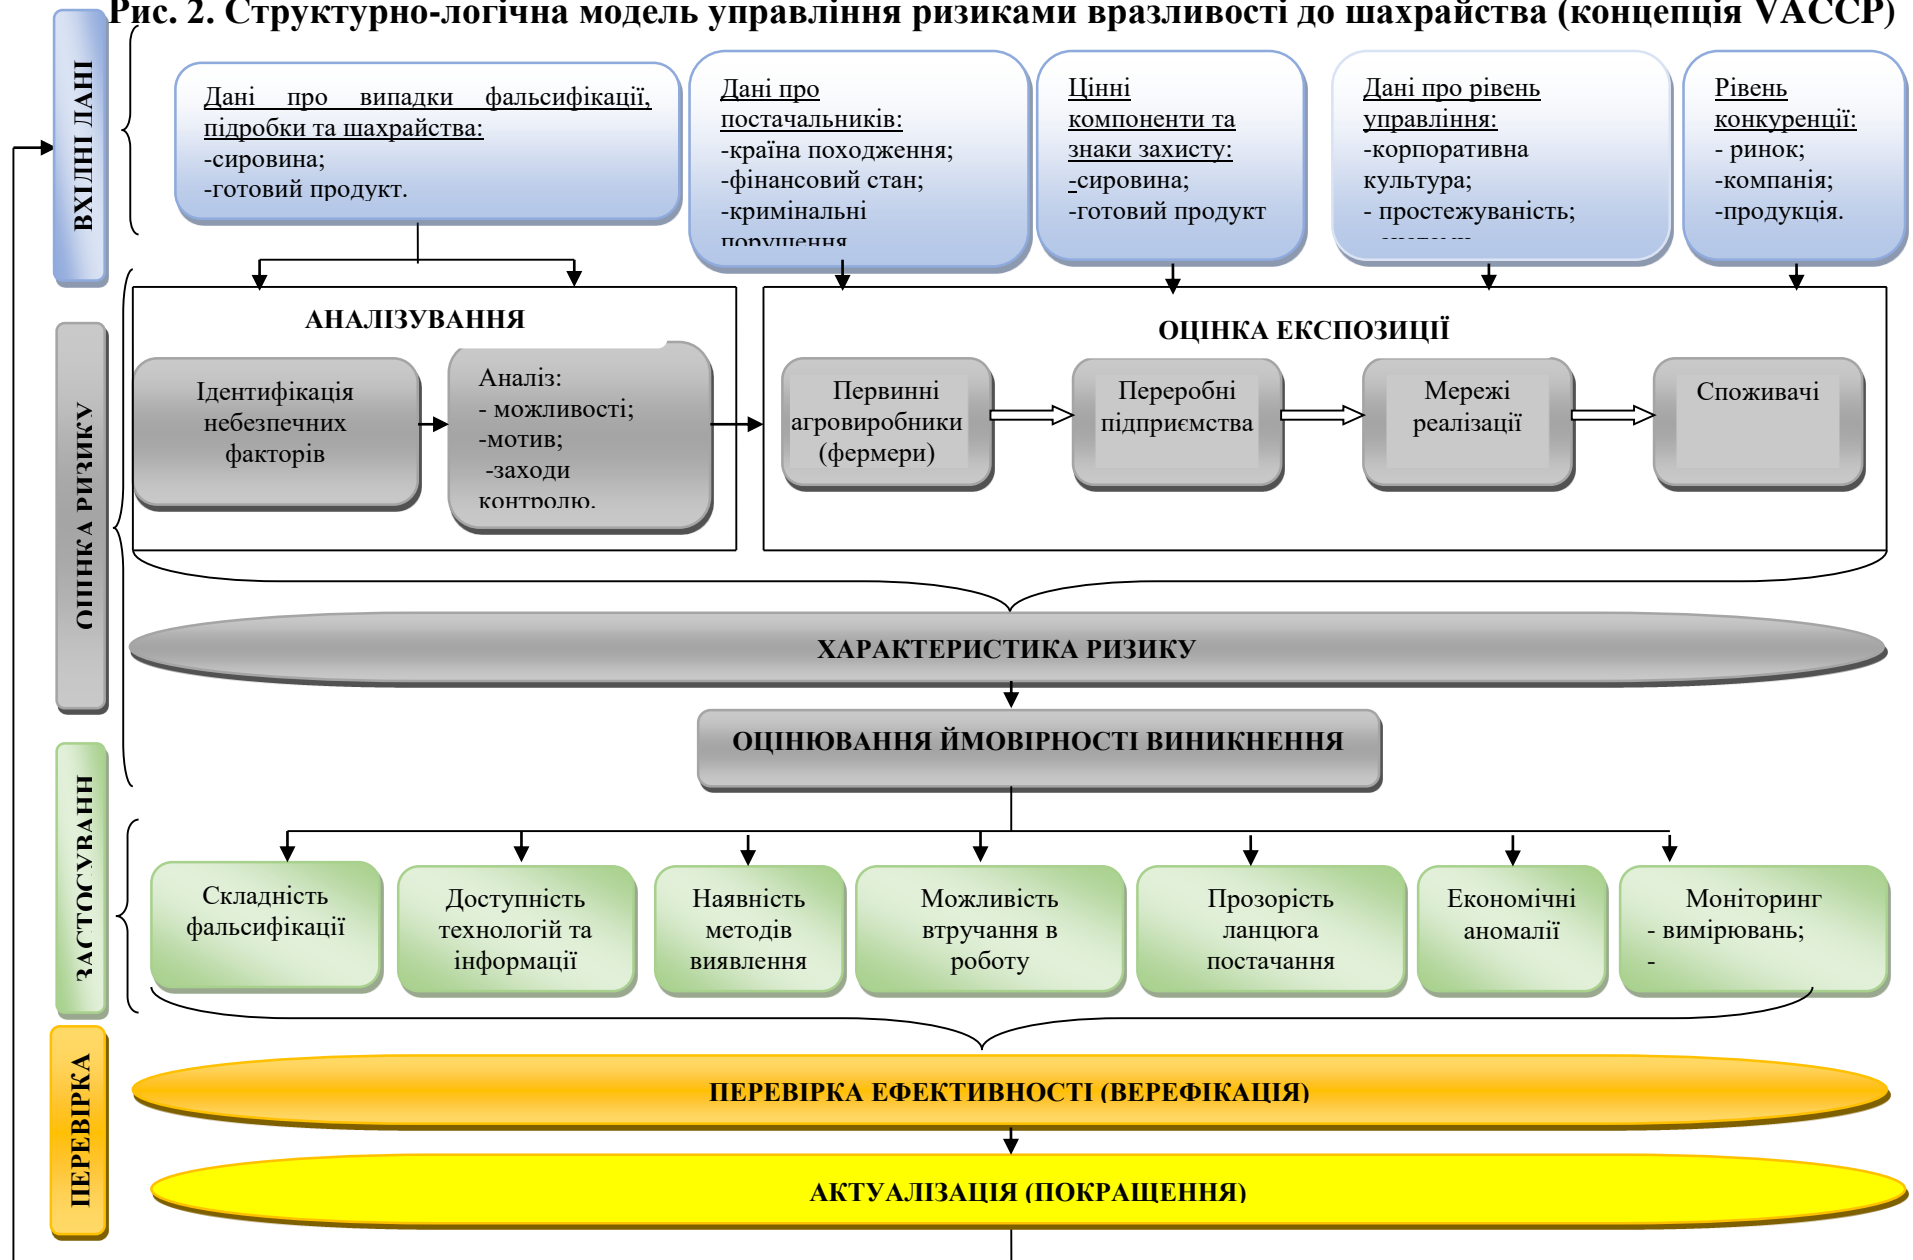 Рис. 2. Структурно-логічна модель управління ризиками вразливості до шахрайства (концепція VACCP)
ВХІДНІ ДАНІ
Дані про випадки фальсифікації,
підробки та шахрайства:
-сировина;
-готовий продукт.
Дані про
постачальників:
-країна походження;
-фінансовий стан;
-кримінальні
порушення
Цінні
компоненти та
знаки захисту:
-сировина;
-готовий продукт
Дані про рівень
управління:
-корпоративна
культура;
- простежуваність;
Рівень
конкуренції:
- ринок;
-компанія;
-продукція.
ОЦІНКА РИЗИКУ
АНАЛІЗУВАННЯ
Ідентифікація
небезпечних
факторів
Аналіз:
- можливості;
-мотив;
-заходи
контролю.
ОЦІНКА ЕКСПОЗИЦІЇ
Первинні
агровиробники
(фермери)
Переробні
підприємства
Мережі
реалізації
Споживачі
ХАРАКТЕРИСТИКА РИЗИКУ
ОЦІНЮВАННЯ ЙМОВІРНОСТІ ВИНИКНЕННЯ
ЗАСТОСУВАНН
Складність
фальсифікації
Доступність
технологій та
інформації
Наявність
методів
виявлення
Можливість
втручання в
роботу
Прозорість
ланцюга
постачання
Економічні
аномалії
Моніторинг
- вимірювань;
-
ПЕРЕВІРКА
ПЕРЕВІРКА ЕФЕКТИВНОСТІ (ВЕРЕФІКАЦІЯ)
АКТУАЛІЗАЦІЯ (ПОКРАЩЕННЯ)